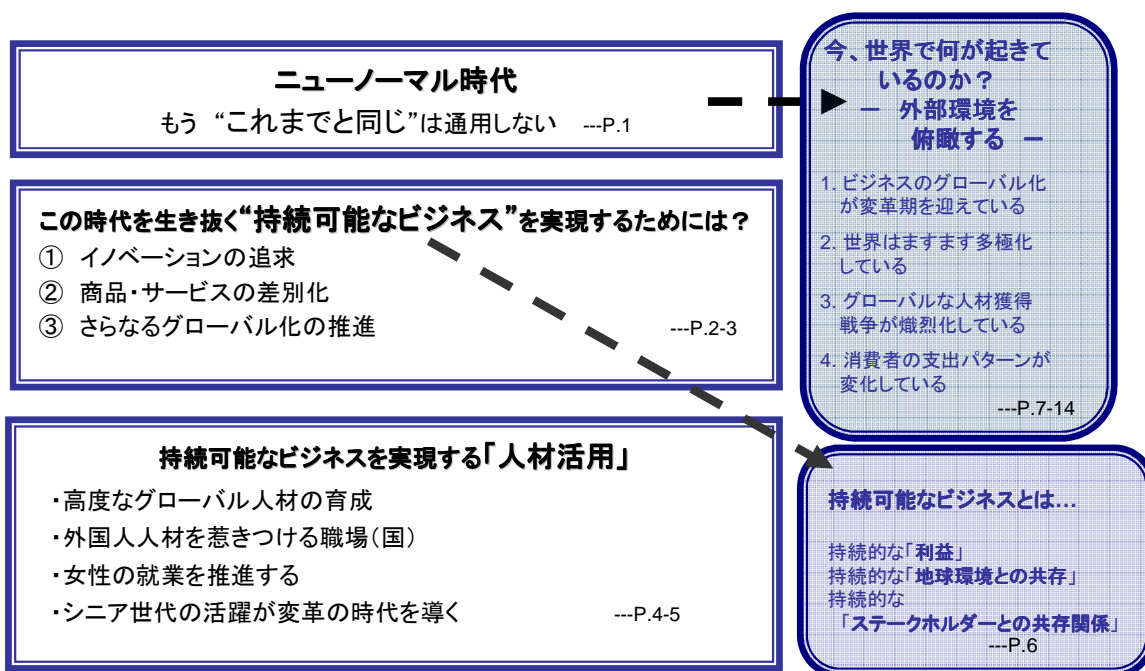 ニューノーマル時代
もう “これまでと同じ”は通用しない ---P.1
この時代を生き抜く“持続可能なビジネス”を実現するためには？
① イノベーションの追求
② 商品・サービスの差別化
③ さらなるグローバル化の推進 ---P.2-3
持続可能なビジネスを実現する「人材活用」
・高度なグローバル人材の育成
・外国人人材を惹きつける職場（国）
・女性の就業を推進する
・シニア世代の活躍が変革の時代を導く ---P.4-5
今、世界で何が起きて
いるのか？
― 外部環境を
俯瞰する ―
1. ビジネスのグローバル化
が変革期を迎えている
2. 世界はますます多極化
している
3. グローバルな人材獲得
戦争が熾烈化している
4. 消費者の支出パターンが
変化している
---P.7-14
持続可能なビジネスとは…
持続的な「利益」
持続的な「地球環境との共存」
持続的な
「ステークホルダーとの共存関係」
---P.6